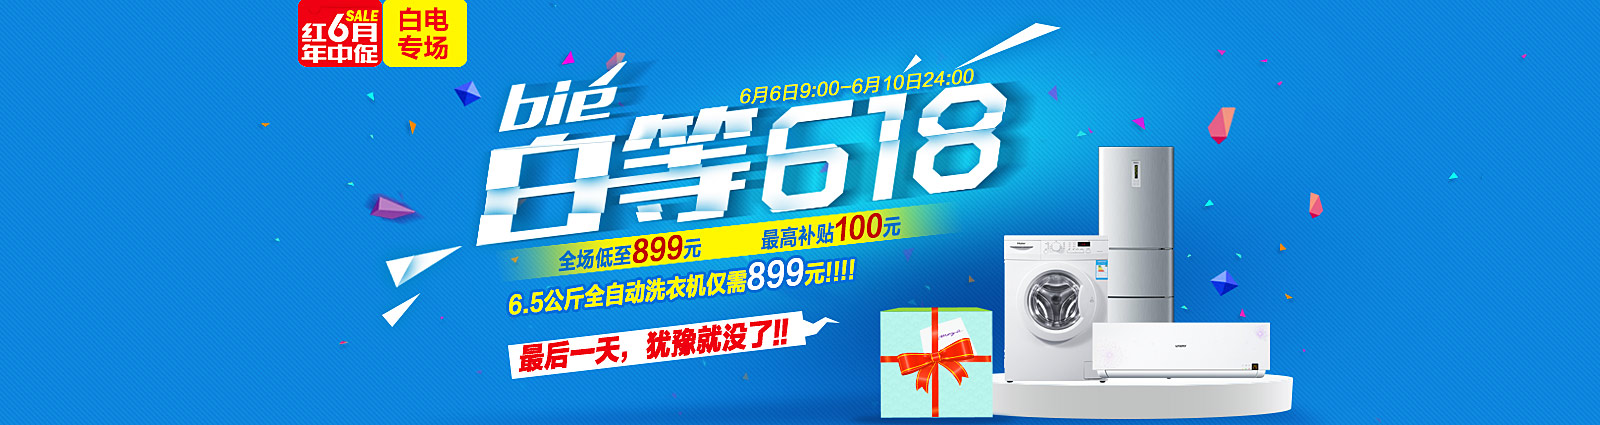 SALE
红6月
年中促
白电
专场
6月6日9:00-6月10日24:00
bié
白等618
全场低至899元 最高补贴100元
6.5公斤全自动洗衣机仅需899元!!!!
最后一天，犹豫就没了!!